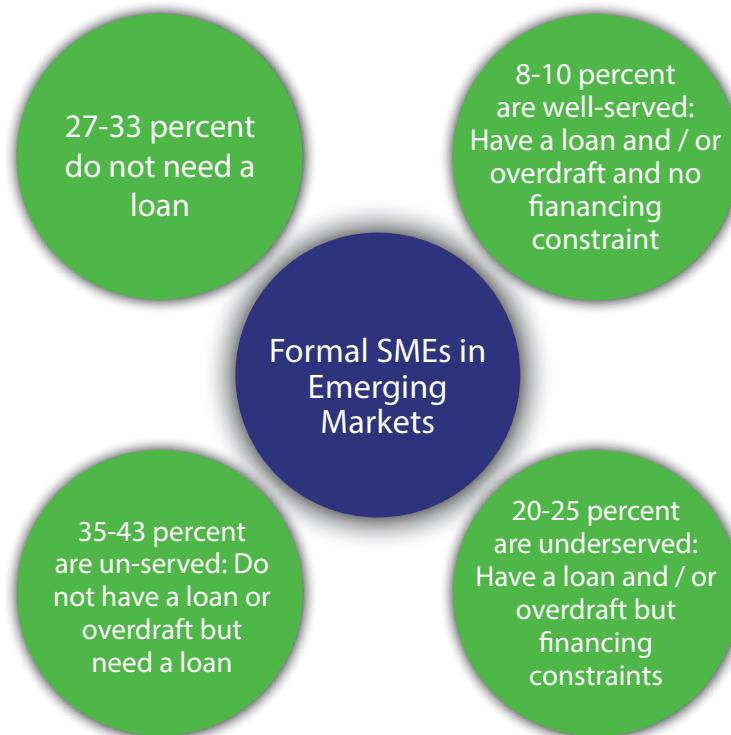 27-33 percent
do not need a
loan
8-10 percent
are well-served:
Have a loan and / or
overdraft and no
fianancing
constraint
Formal SMEs in
Emerging
Markets
35-43 percent
are un-served: Do
not have a loan or
overdraft but
need a loan
20-25 percent
are underserved:
Have a loan and / or
overdraft but
financing
constraints